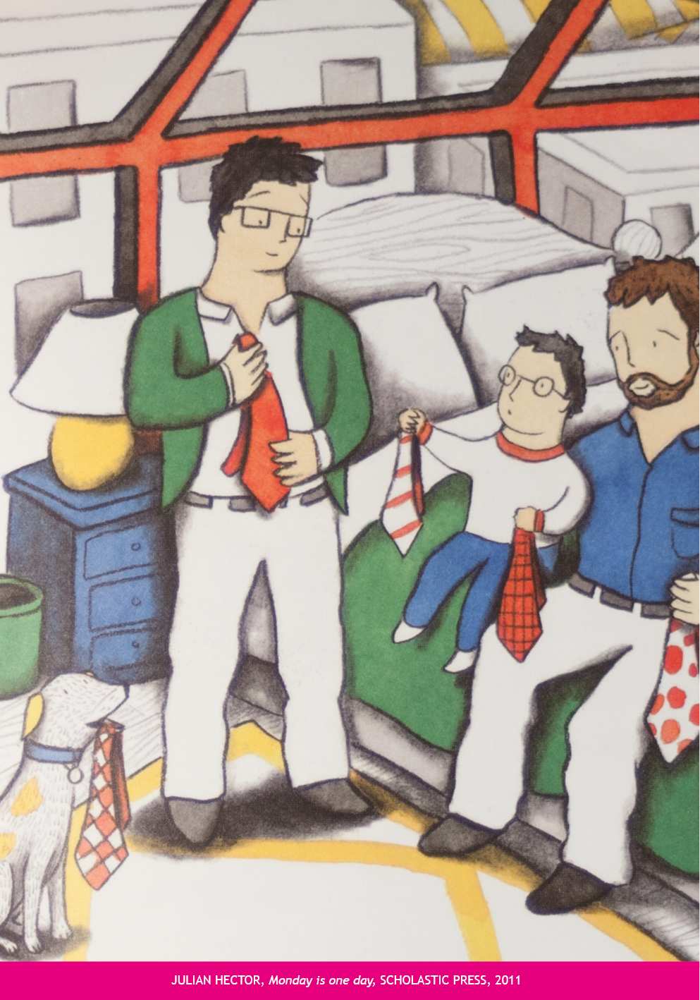 JULIAN HECTOR, Monday is one day, SCHOLASTIC PRESS, 2011